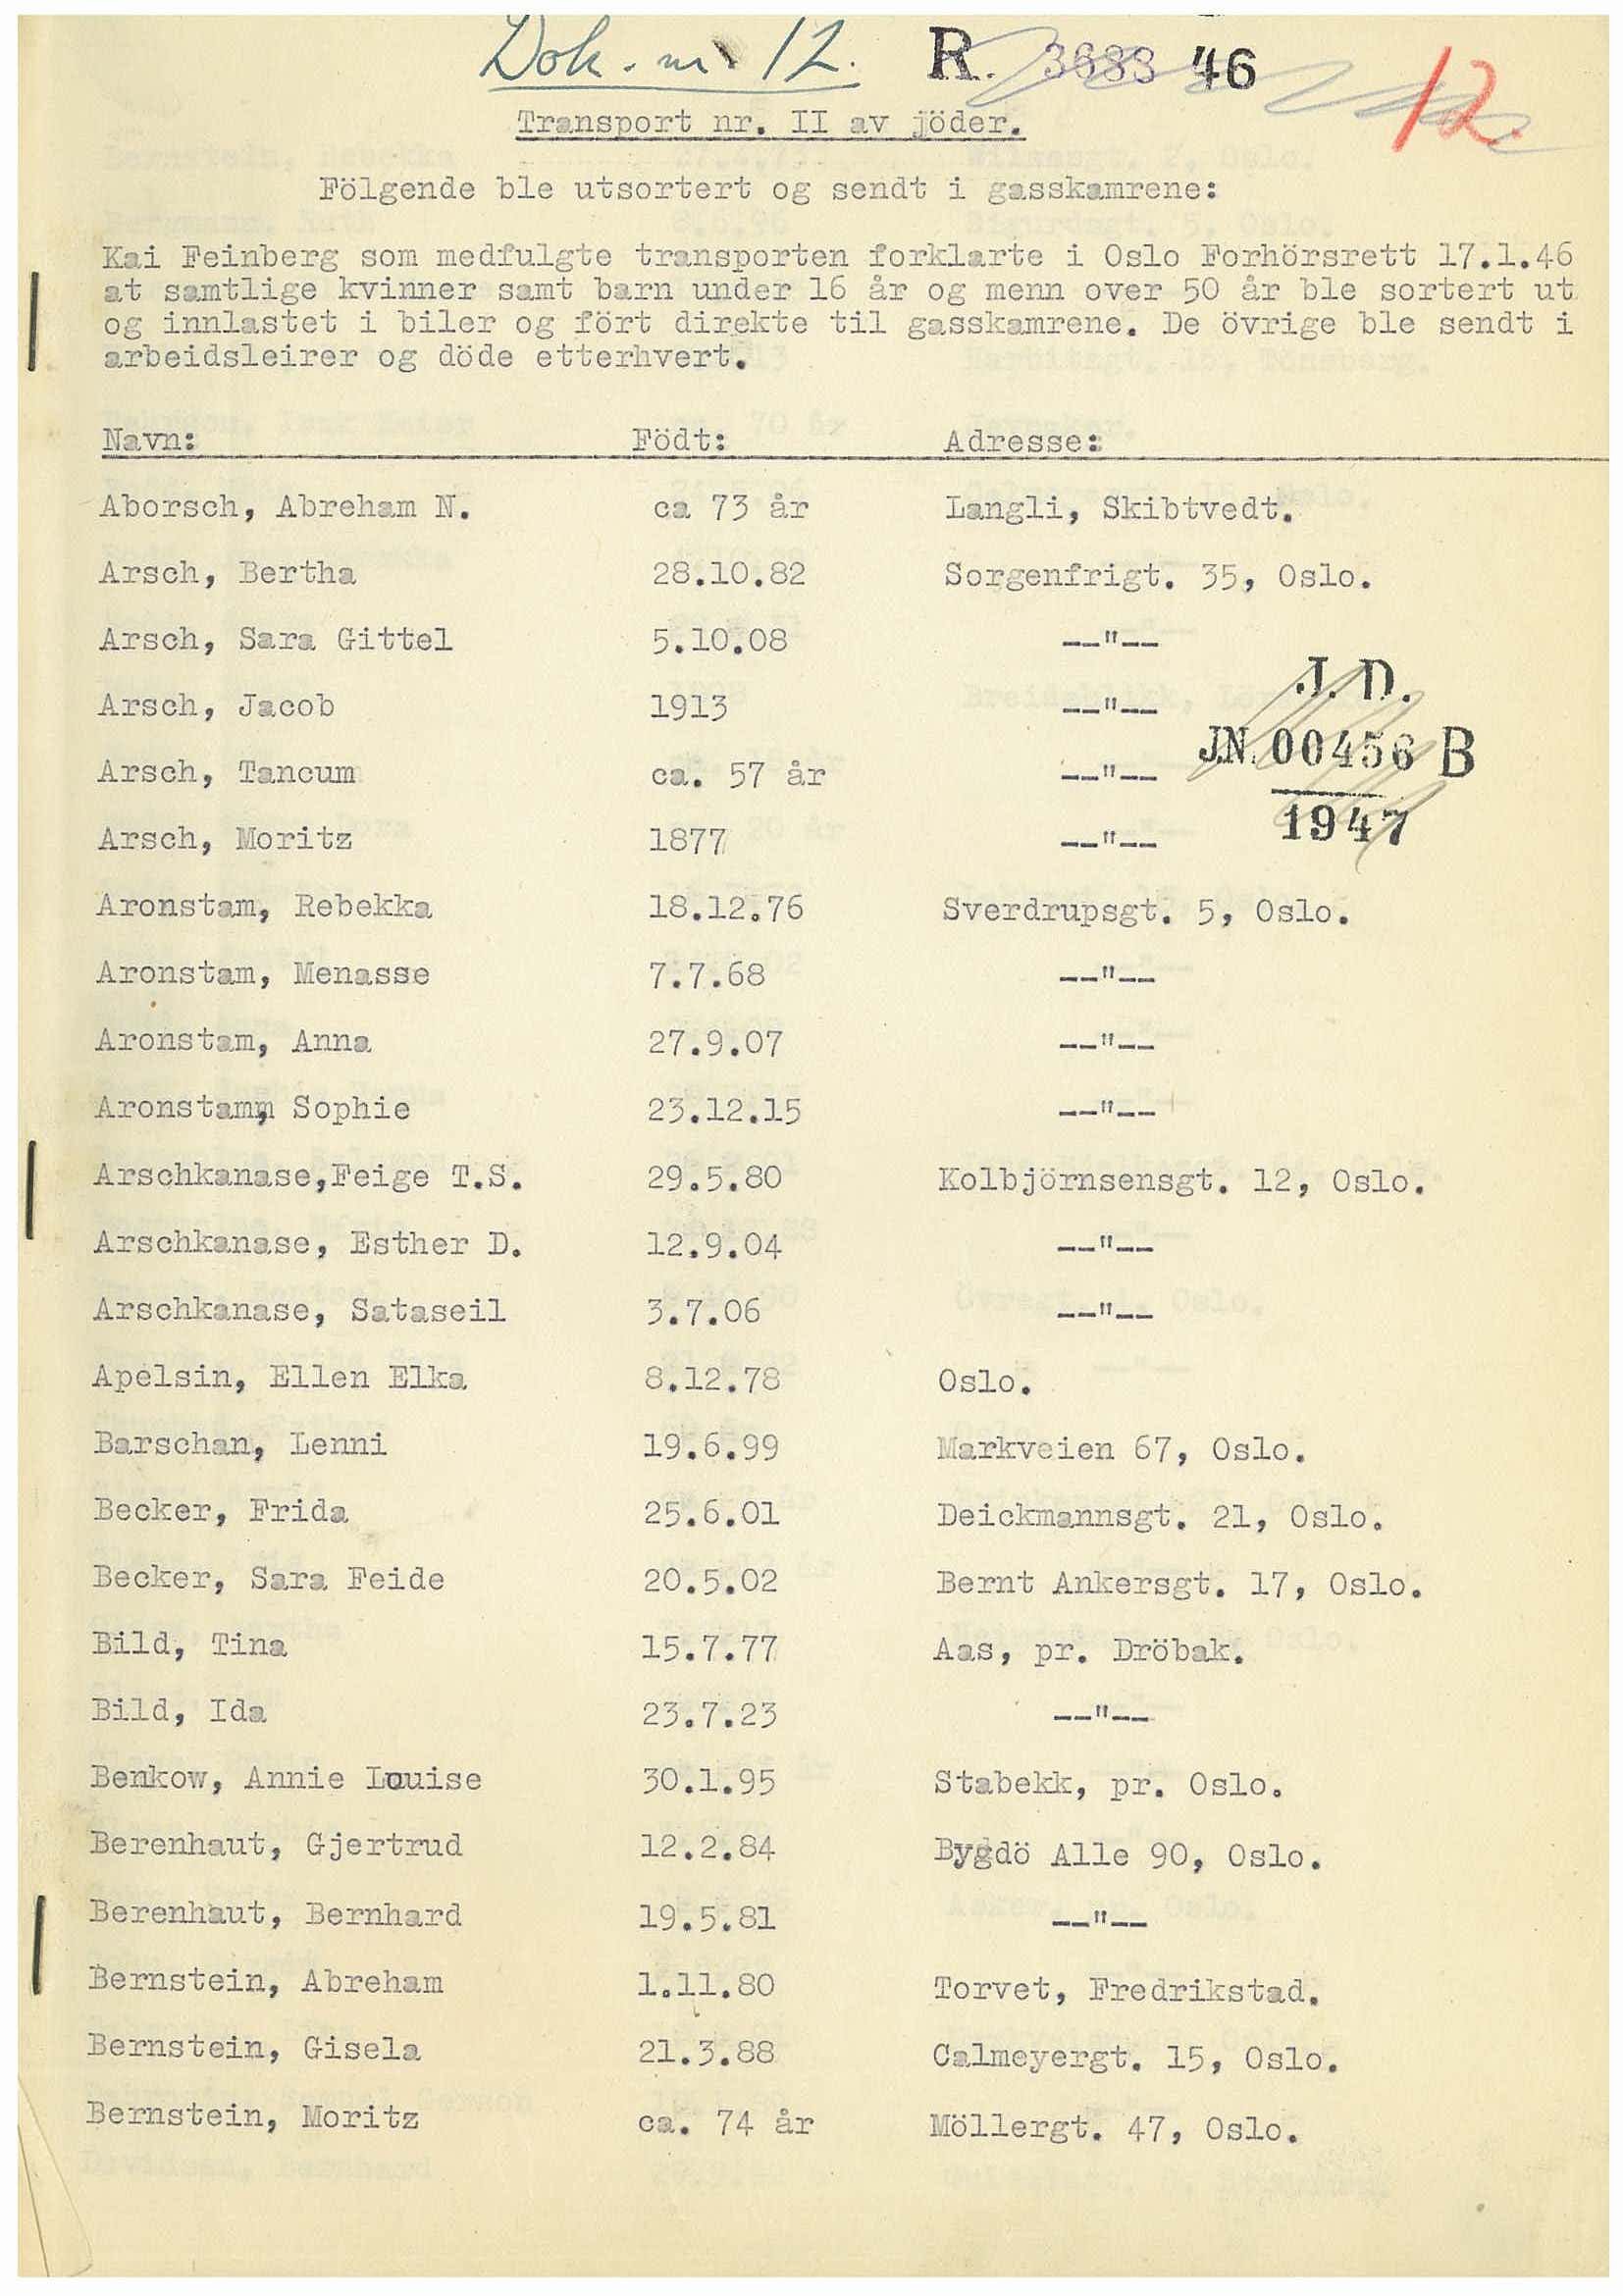 Dok. nr 12. R. 3683 46
12.
Transport nr. II av jöder.
Fölgende ble utsortert og sendt i gasskamrene:
Kai Feinberg som medfulgte transporten forklarte i Oslo Forhörsrett 17.1.46
at samtlige kvinner samt barn under 16 år og menn over 50 år ble sortert ut
og innlastet i biler og fört direkte til gasskamrene. De övrige ble sendt i
arbeidsleirer og döde etterhvert.
Navn: Födt: Adresse:
Aborsch, Abreham N. ca 73 år Langli, Skibtvedt.
Arsch, Bertha 28.10.82 Sorgenfrigt. 35, Oslo.
Arsch, Sara Gittel 5.10.08 --"--
Arsch, Jacob 1913 --"--
J. D.
JN. 00456 B
1947
Arsch, Tancum ca. 57 år --"--
Arsch, Moritz 1877 --"--
Aronstam, Rebekka 18.12.76 Sverdrupsgt. 5, Oslo.
Aronstam, Menasse 7.7.68 --"--
Aronstam, Anna 27.9.07 --"--
Aronstam, Sophie 23.12.15 --"--
Arschkanase,Feige T.S. 29.5.80 Kolbjörnsensgt. 12, Oslo.
Arschkanase, Esther D. 12.9.04 --"--
Arschkanase, Sataseil 3.7.06 --"--
Apelsin, Ellen Elka 8.12.78 Oslo.
Barschan, Lenni 19.6.99 Markveien 67, Oslo.
Becker, Frida 25.6.01 Deickmannsgt. 21, Oslo.
Becker, Sara Feide 20.5.02 Bernt Ankersgt. 17, Oslo.
Bild, Tina 15.7.77 Aas, pr. Dröbak.
Bild, Ida 23.7.23 --"--
Benkow, Annie Louise 30.1.95 Stabekk, pr. Oslo.
Berenhaut, Gjertrud 12.2.84 Bygdö Alle 90, Oslo.
Berenhaut, Bernhard 19.5.81 --"--
Bernstein, Abreham 1.11.80 Torvet, Fredrikstad.
Bernstein, Gisela 21.3.88 Calmeyergt. 15, Oslo.
Bernstein, Moritz ca. 74 år Möllergt. 47, Oslo.